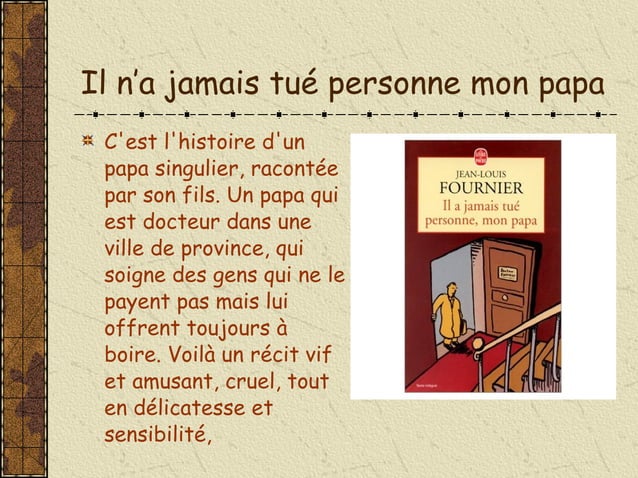 Il n'a jamais tué personne mon papa
C'est l'histoire d'un
papa singulier, racontée
par son fils. Un papa qui
est docteur dans une
ville de province, qui
soigne des gens qui ne le
payent pas mais lui
offrent toujours à
boire. Voilà un récit vif
et amusant, cruel, tout
en délicatesse et
sensibilité,
JEAN-LOUIS
FOURNIER
Il a jamais tué
personne, mon papa
Docteur
Texte intégral